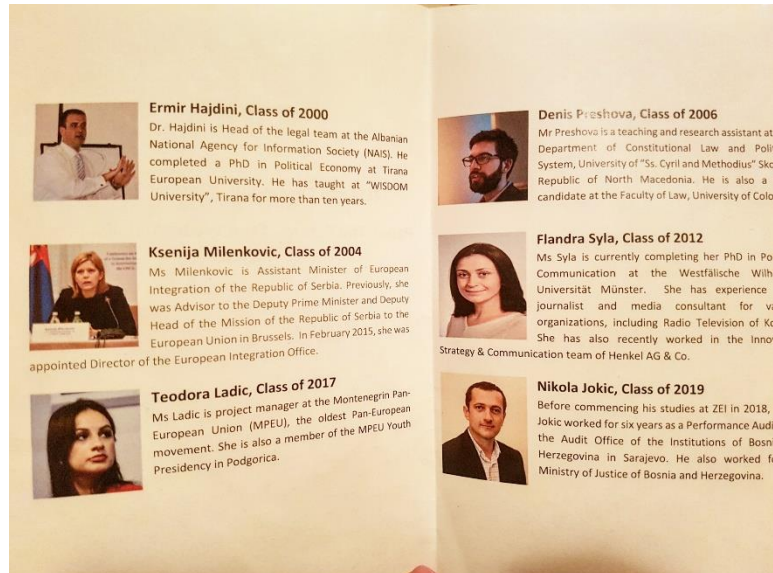 Ermir Hajdini, Class of 2000
Dr. Hajdini is Head of the legal team at the Albanian
National Agency for Information Society (NAIS). He
completed a PhD in Political Economy at Tirana
European University. He has taught at "WISDOM
University", Tirana for more than ten years.
Ksenija Milenkovic, Class of 2004
Ms Milenkovic is Assistant Minister of European
Integration of the Republic of Serbia. Previously, she
was Advisor to the Deputy Prime Minister and Deputy
Head of the Mission of the Republic of Serbia to the
European Union in Brussels. In February 2015, she was
appointed Director of the European Integration Office.
Teodora Ladic, Class of 2017
Ms Ladic is project manager at the Montenegrin Pan-
European Union (MPEU), the oldest Pan-European
movement. She is also a member of the MPEU Youth
Presidency in Podgorica.
Denis Preshova, Class of 2006
Mr Preshova is a teaching and research assistant at
Department of Constitutional Law and Polit
System, University of "Ss. Cyril and Methodius" Sko
Republic of North Macedonia. He is also a
candidate at the Faculty of Law, University of Colo
Flandra Syla, Class of 2012
Ms Syla is currently completing her PhD in Po
Communication at the Westfälische Wilh
Universität Münster. She has experience
journalist and media consultant for va
organizations, including Radio Television of Ko
She has also recently worked in the Innov
Strategy & Communication team of Henkel AG & Co.
Nikola Jokic, Class of 2019
Before commencing his studies at ZEI in 2018,
Jokic worked for six years as a Performance Audi
the Audit Office of the Institutions of Bosn
Herzegovina in Sarajevo. He also worked f
Ministry of Justice of Bosnia and Herzegovina.